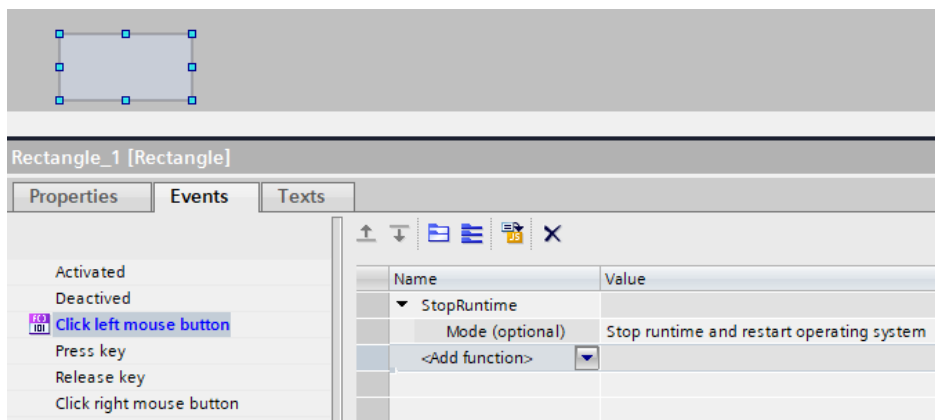 Rectangle_1 [Rectangle]
Properties Events Texts
Activated
Deactived
Click left mouse button
Press key
Release key
Click right mouse button
Name Value
StopRuntime
Mode (optional) Stop runtime and restart operating system
<Add function>